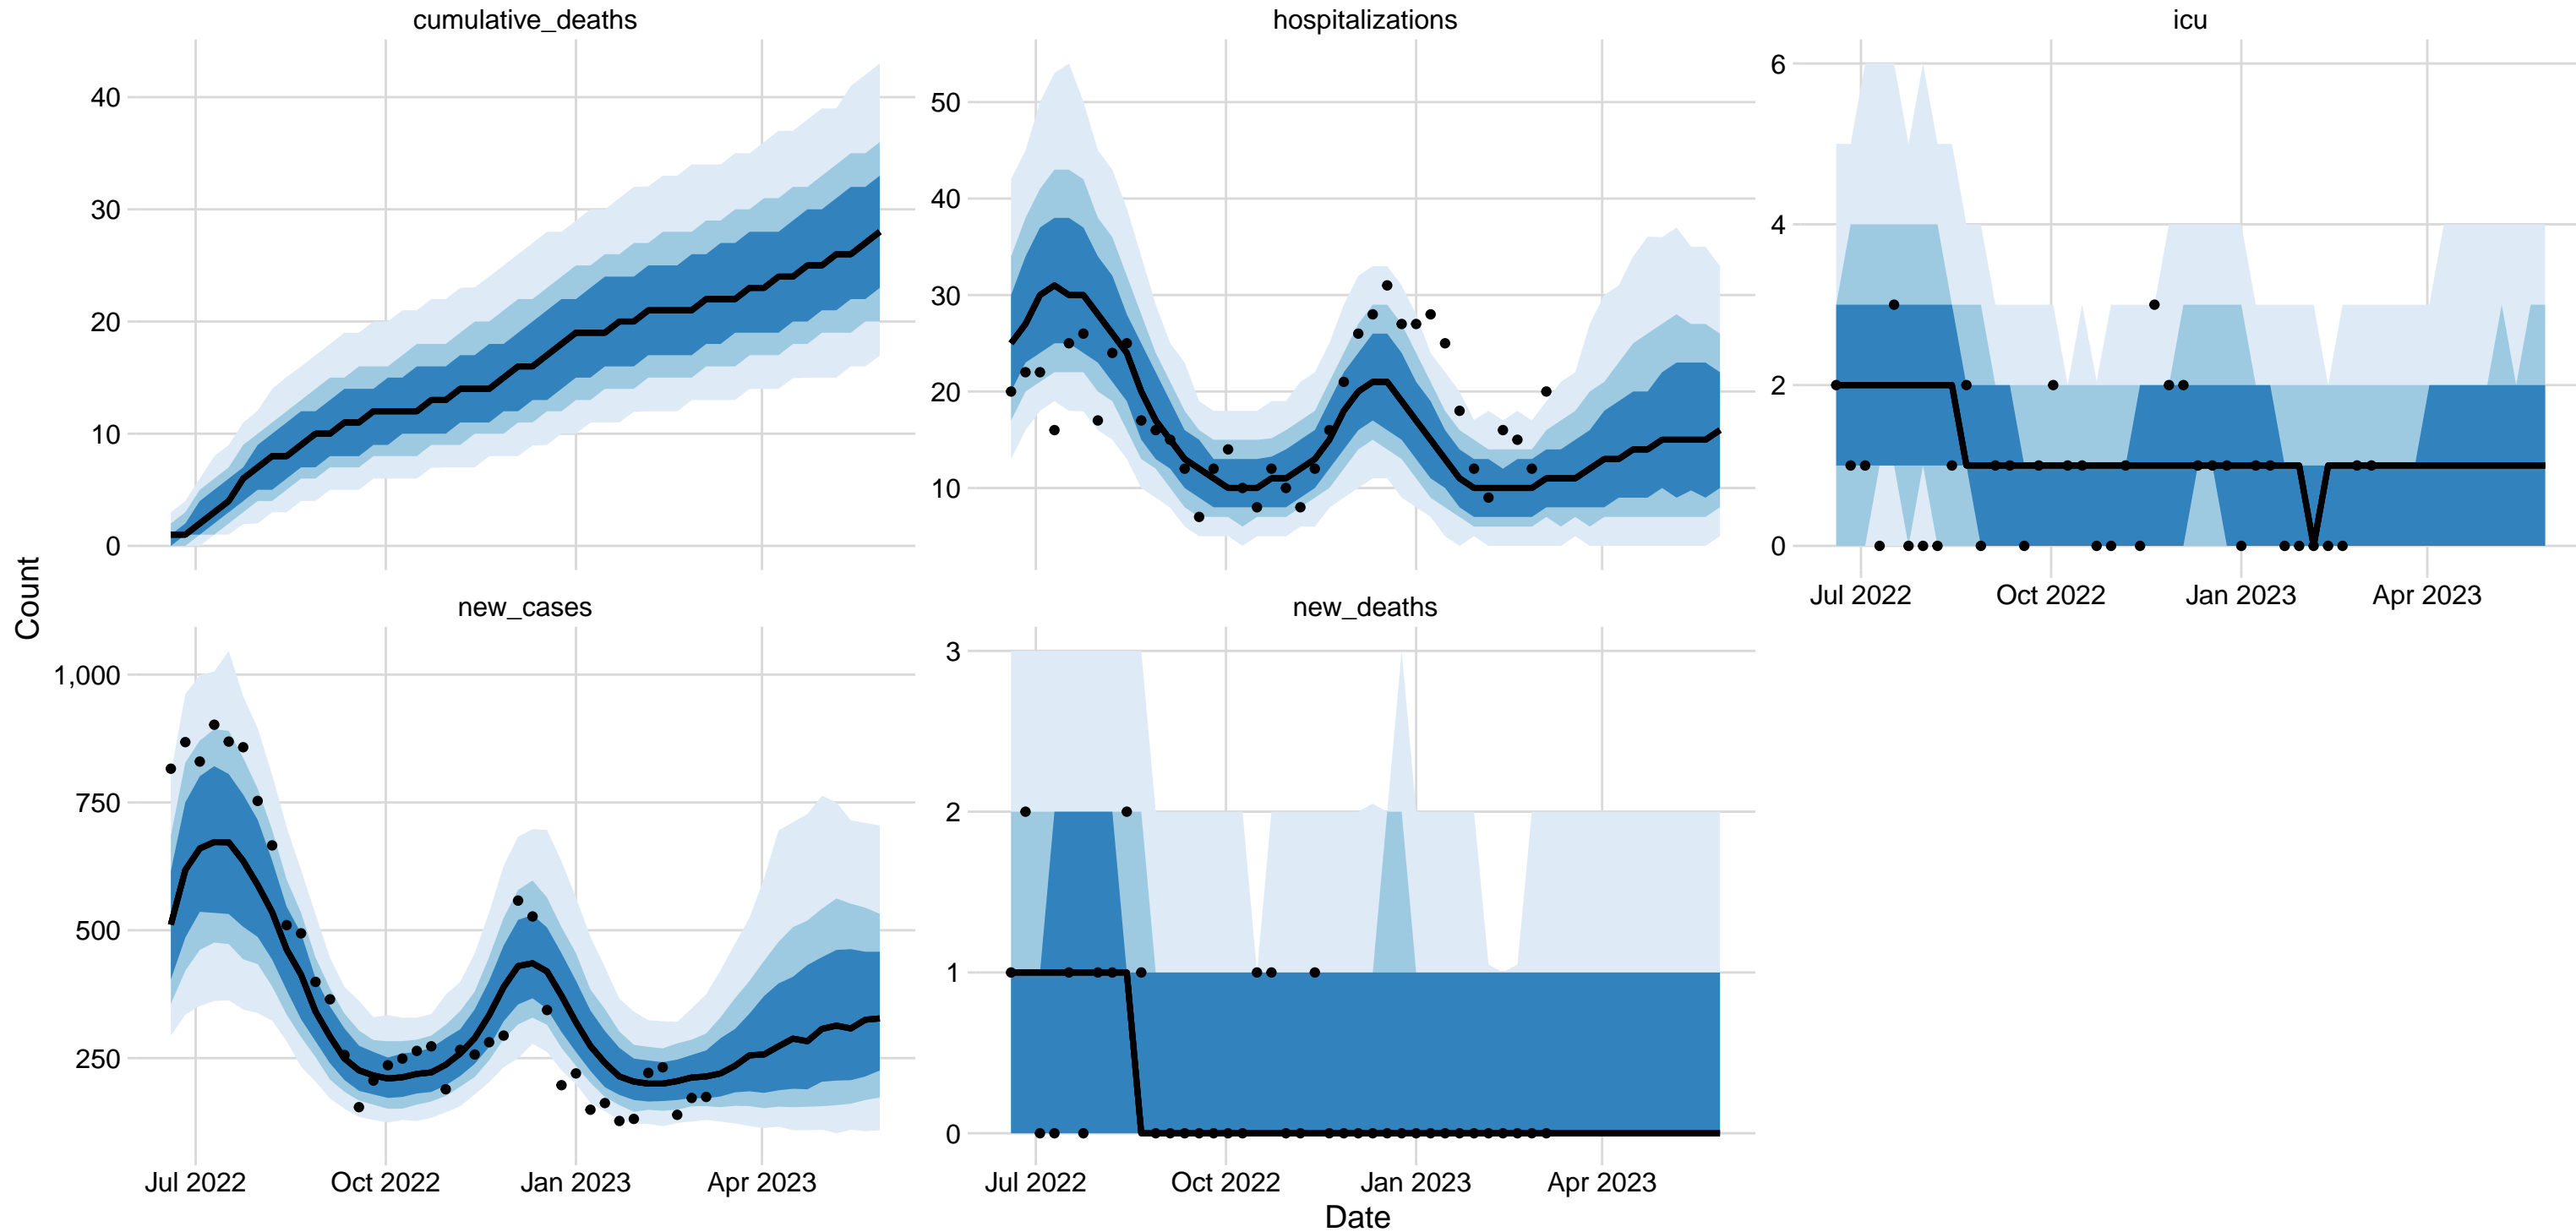 cumulative_deaths
hospitalizations
icu
40
30
20
10
0
50
40
30
20
10
6
4
2
0
Jul 2022
Oct 2022
Jan 2023
Apr 2023
Count
new_cases
new_deaths
1,000
750
500
250
3
2
1
0
Jul 2022
Oct 2022
Jan 2023
Apr 2023
Jul 2022
Oct 2022
Jan 2023
Apr 2023
Date